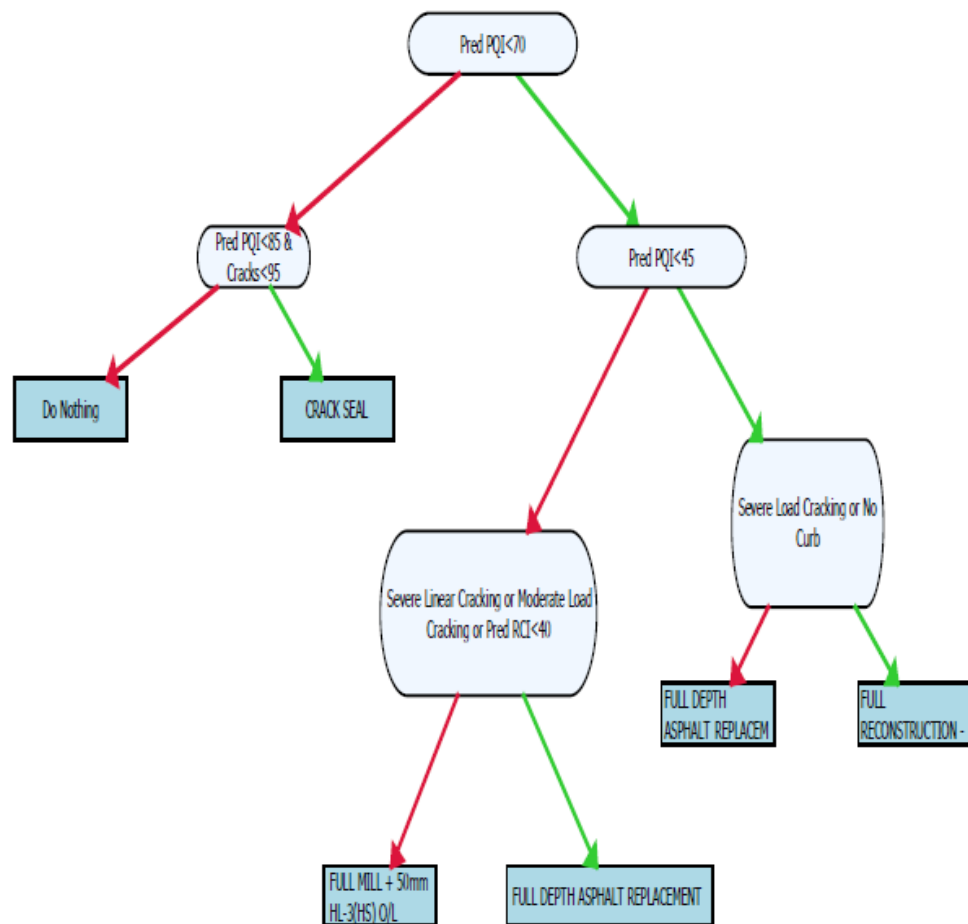 Pred PQI<70
Pred PQI<85 &
Cracks<95
Pred PQI<45
Do Nothing
CRACK SEAL
Severe Load Cracking or No
Curb
Severe Linear Cracking or Moderate Load
Cracking or Pred RCI<40
FULL DEPTH
ASPHALT REPLACEM
FULL
RECONSTRUCTION -
FULL MILL + 50mm
HL-3(HS) O/L
FULL DEPTH ASPHALT REPLACEMENT